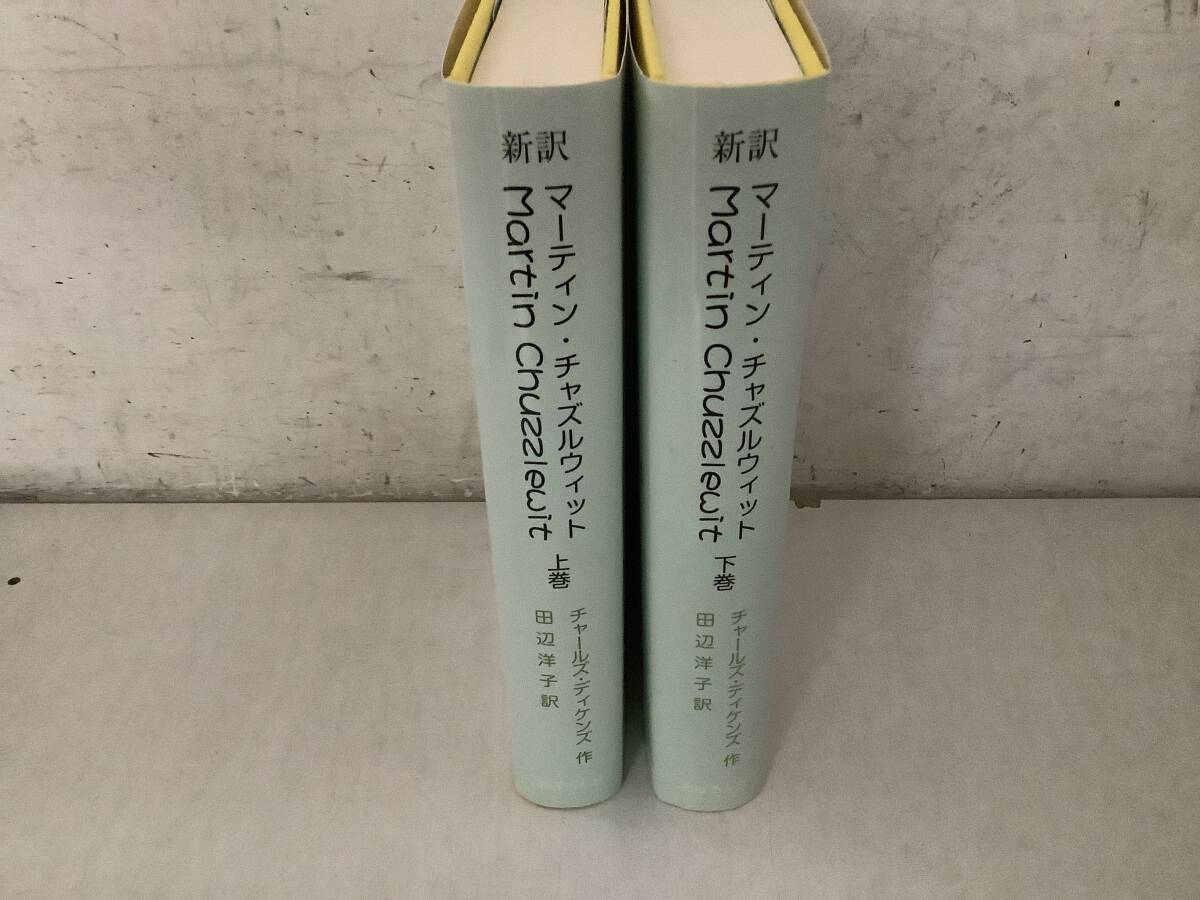 新訳
マーティン・チャズルウィット
Martin Chuzzlewit
上巻
チャールズ・ディケンズ 作
田辺洋子訳
新訳
マーティン・チャズルウィット
Martin Chuzzlewit
下巻
チャールズ・ディケンズ 作
田辺洋子訳